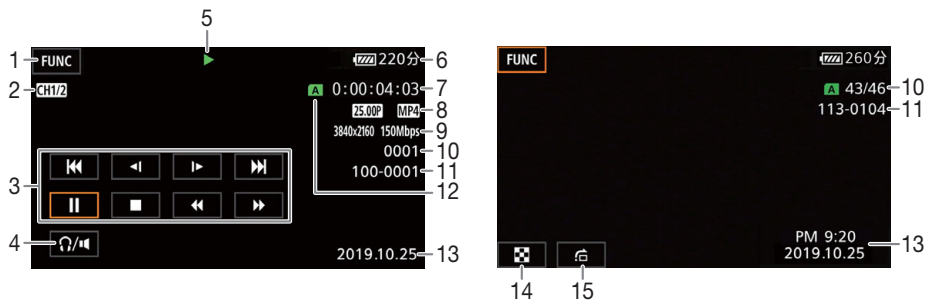 5
1 FUNC 220分 6
2 CH1/2 A 0:00:04:03 7
25.00P MP4 8
3840x2160 150Mbps 9
0001 10
100-0001 11
12
3
4
2019.10.25 13
FUNC 260分
A 43/46 10
113-0104 11
PM 9:20
2019.10.25 13
14 15